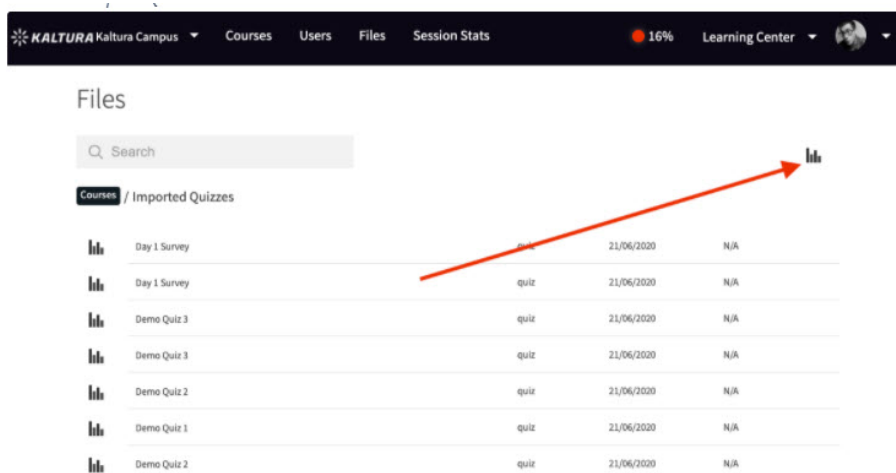 KALTURA Kaltura Campus Courses Users Files Session Stats 16% Learning Center
Files
Search
Courses / Imported Quizzes
Day 1 Survey quiz 21/06/2020 N/A
Day 1 Survey quiz 21/06/2020 N/A
Demo Quiz 3 quiz 21/06/2020 N/A
Demo Quiz 3 quiz 21/06/2020 N/A
Demo Quiz 2 quiz 21/06/2020 N/A
Demo Quiz 1 quiz 21/06/2020 N/A
Demo Quiz 2 quiz 21/06/2020 N/A